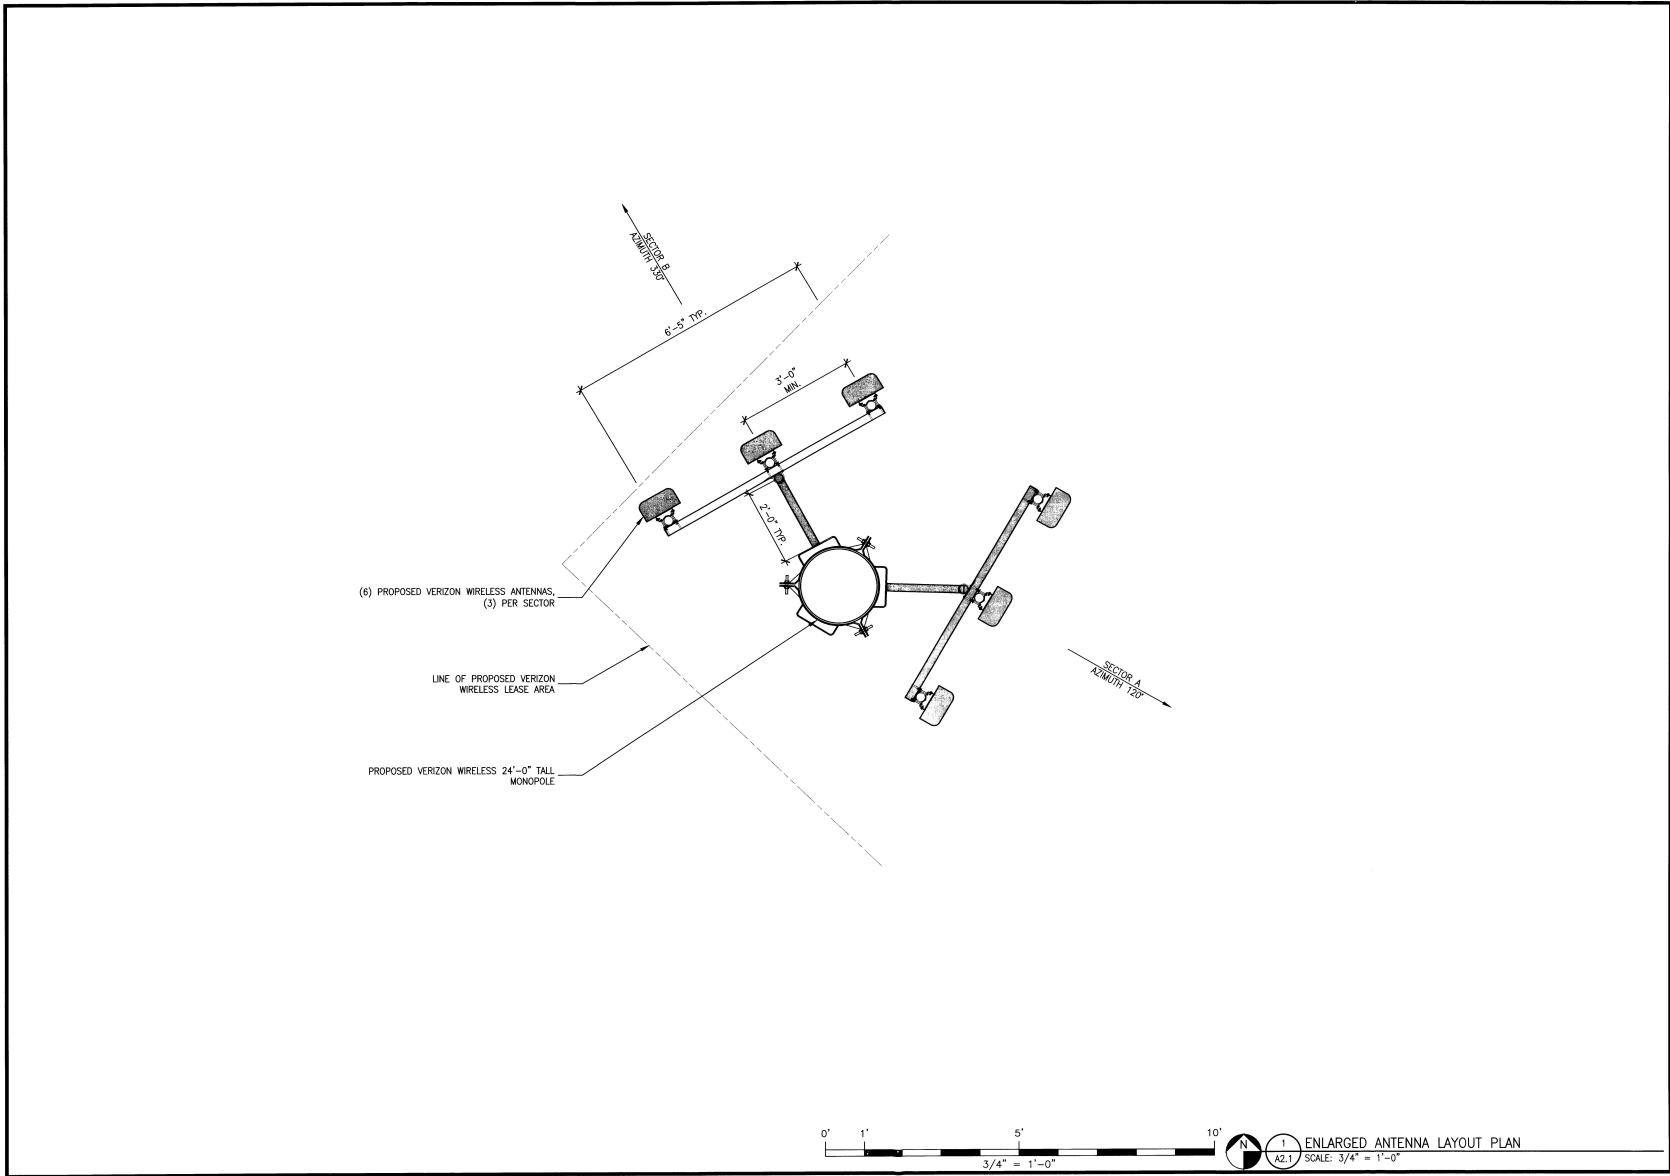 SECTOR B
AZIMUTH 330°
6'-5" TYP.
3'-0"
MIN.
2'-0" TYP.
(6) PROPOSED VERIZON WIRELESS ANTENNAS,
(3) PER SECTOR
LINE OF PROPOSED VERIZON
WIRELESS LEASE AREA
SECTOR A
AZIMUTH 120°
PROPOSED VERIZON WIRELESS 24'-0" TALL
MONOPOLE
0' 1' 5' 10'
3/4" = 1'-0"
N
1
A2.1
ENLARGED ANTENNA LAYOUT PLAN
SCALE: 3/4" = 1'-0"